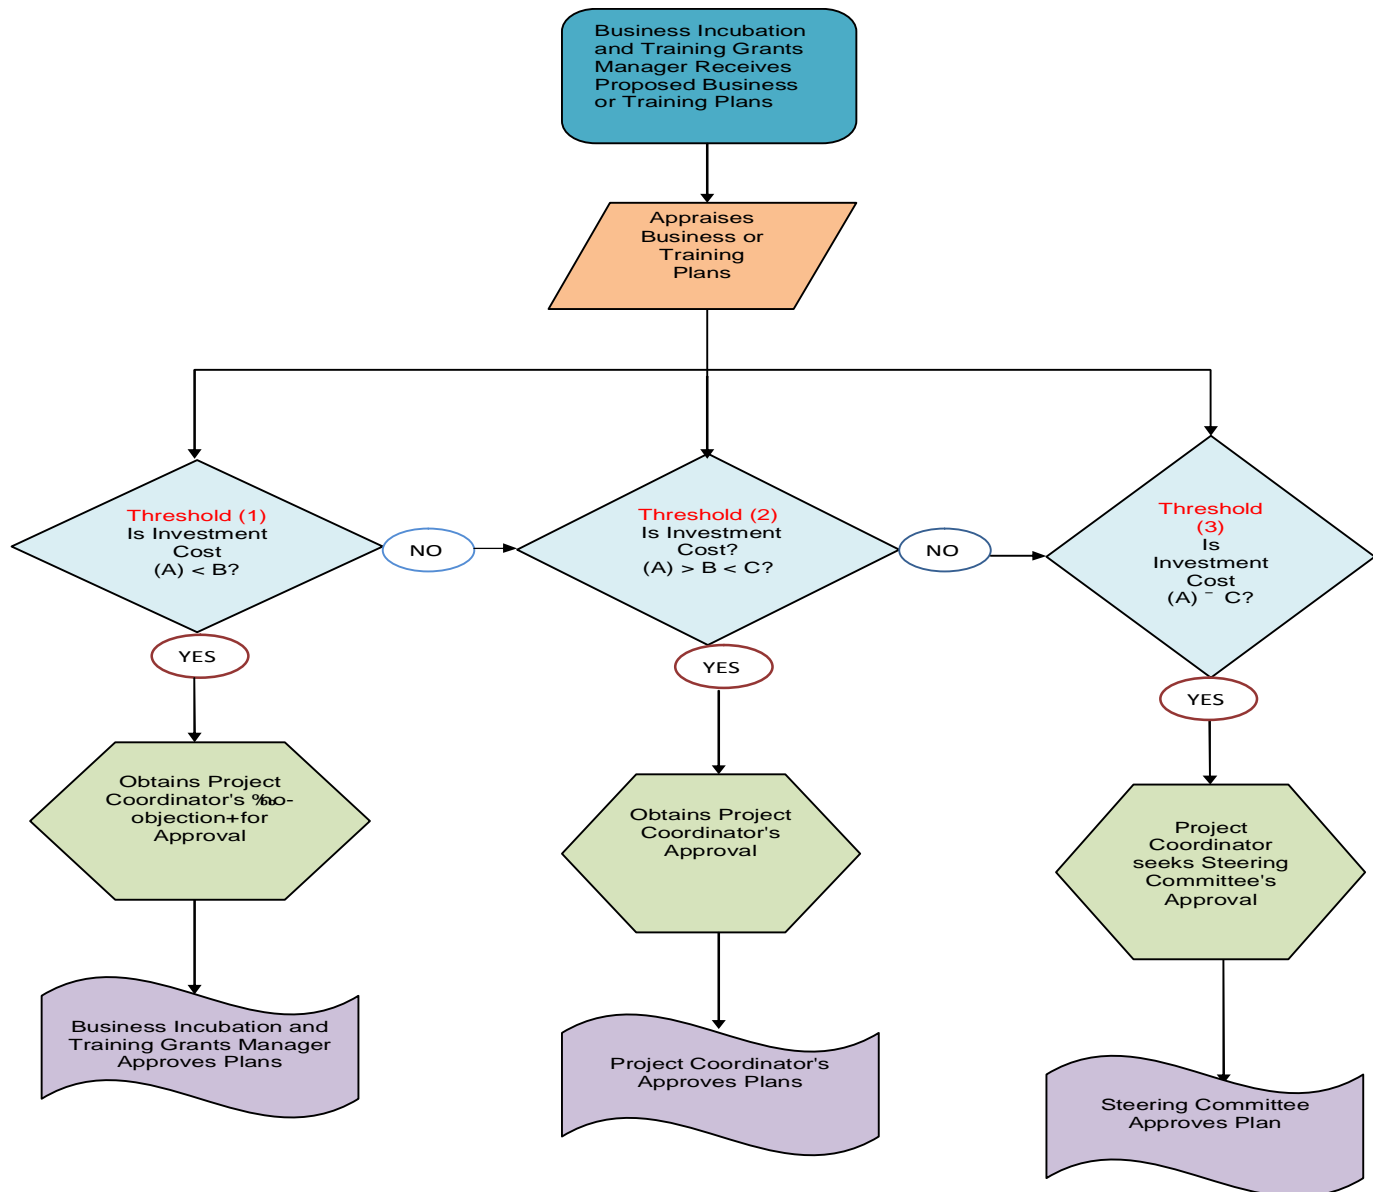 Business Incubation
and Training Grants
Manager Receives
Proposed Business
or Training Plans
Appraises
Business or
Training
Plans
Threshold (1)
Is Investment
Cost
(A) < B?
NO
Threshold (2)
Is Investment
Cost?
(A) > B < C?
NO
Threshold
(3)
Is
Investment
Cost
(A) ¯ C?
YES
YES
YES
Obtains Project
Coordinator's
objection+for
Approval
Obtains Project
Coordinator's
Approval
Project
Coordinator
seeks Steering
Committee's
Approval
Business Incubation and
Training Grants Manager
Approves Plans
Project Coordinator's
Approves Plans
Steering Committee
Approves Plan